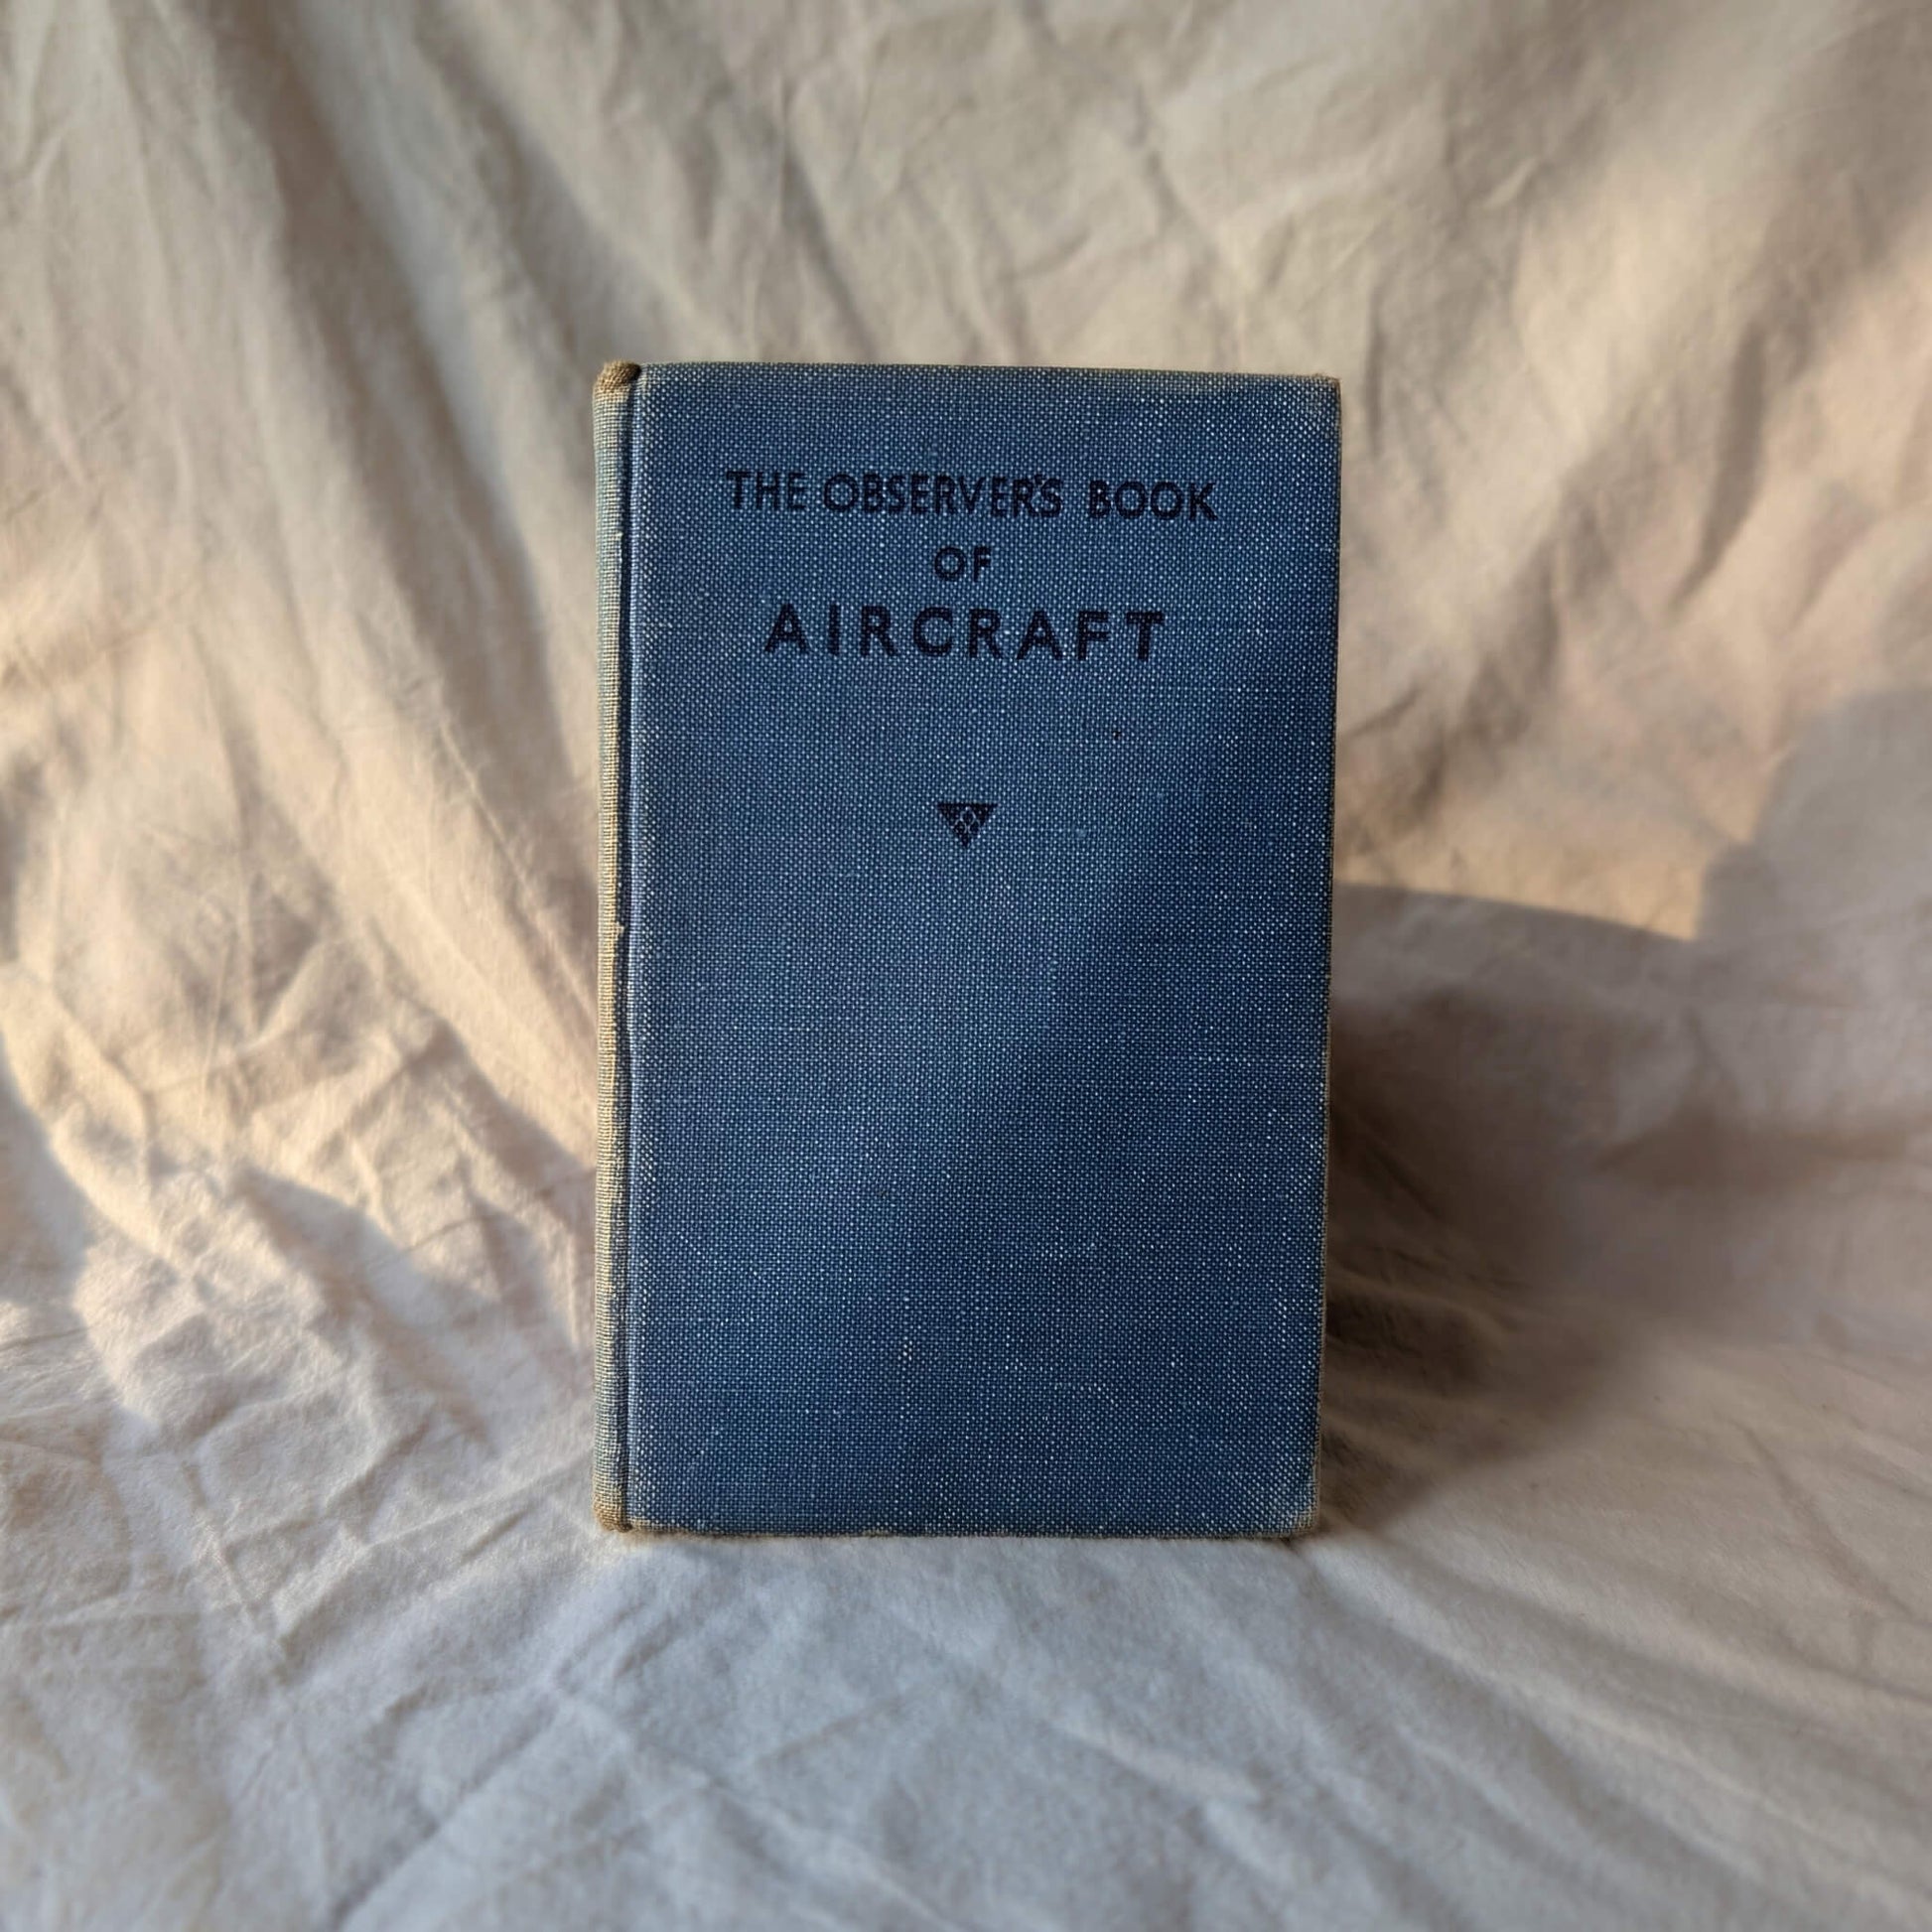 THE OBSERVER'S BOOK
OF
AIRCRAFT